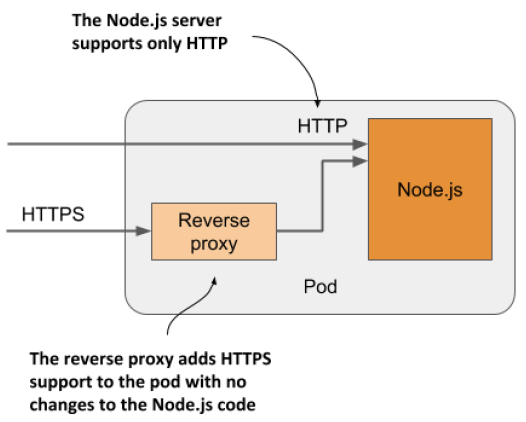 The Node.js server
supports only HTTP
HTTP
Node.js
HTTPS
Reverse
proxy
Pod
The reverse proxy adds HTTPS
support to the pod with no
changes to the Node.js code